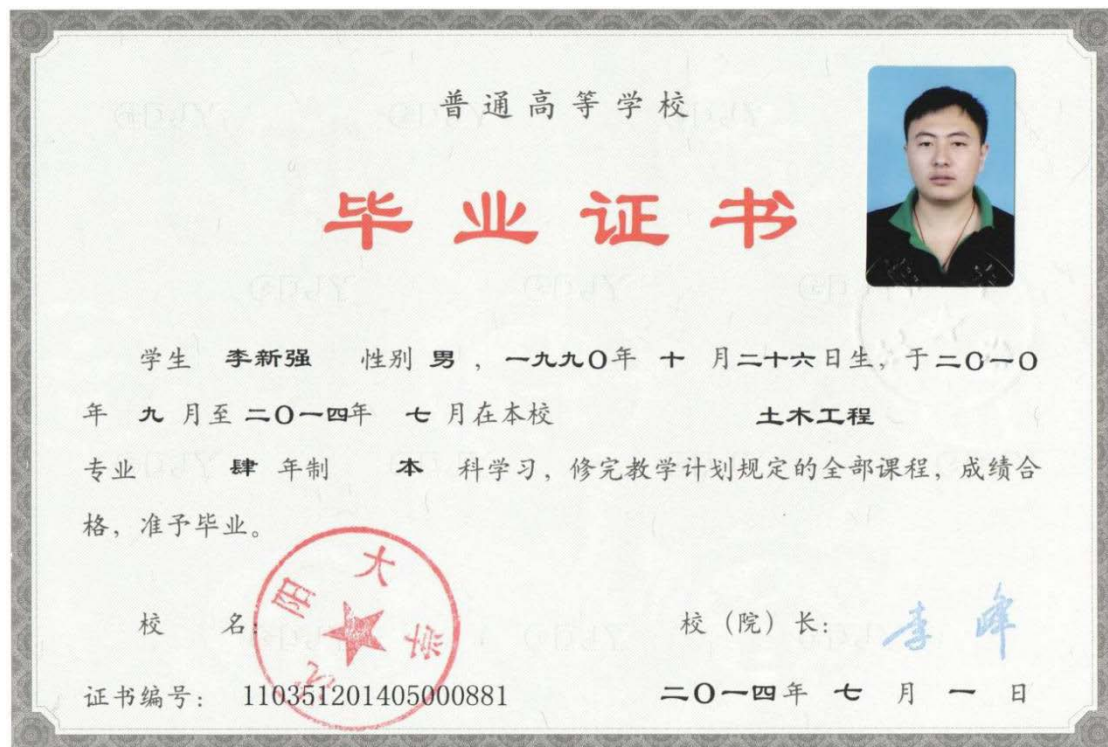 普通高等学校
毕业证书
学生 李新强 性别 男 ，一九九〇年 十 月二十六日生，于二〇一〇
年 九 月至 二〇一四年 七 月在本校 土木工程
专业 肆 年制 本 科学习，修完教学计划规定的全部课程，成绩合
格，准予毕业。
阳大学
校 名： 校（院）长： 李峰
证书编号： 110351201405000881 二〇一四年 七 月 一 日